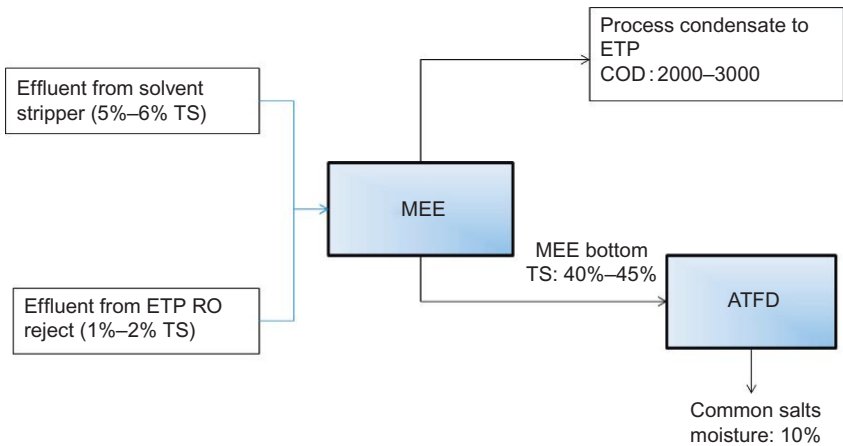 Process condensate to
ETP
COD: 2000–3000
Effluent from solvent
stripper (5%–6% TS)
MEE
MEE bottom
TS: 40%–45%
Effluent from ETP RO
reject (1%–2% TS)
ATFD
Common salts
moisture: 10%